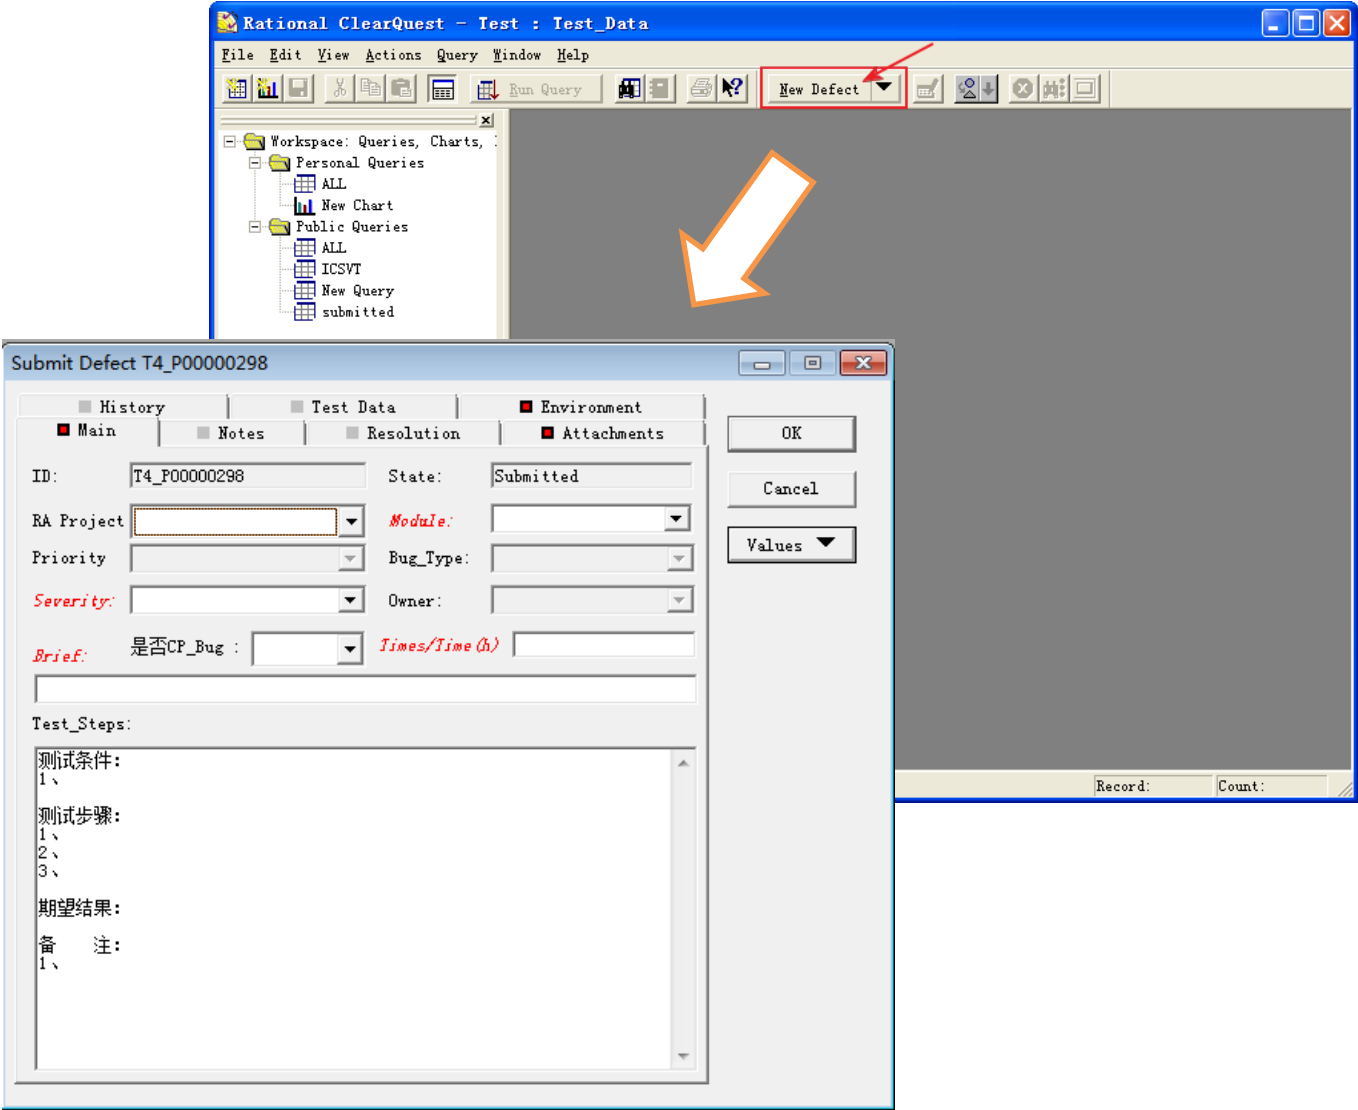 Rational ClearQuest - Test : Test_Data
File Edit View Actions Query Window Help
Run Query
New Defect
Workspace: Queries, Charts,
Personal Queries
ALL
New Chart
Public Queries
ALL
ICSVT
New Query
submitted
Record: Count:
Submit Defect T4_P00000298
History Test Data Environment
Main Notes Resolution Attachments
OK
Cancel
Values
ID: T4_P00000298 State: Submitted
RA Project Module:
Priority Bug_Type:
Severity: Owner:
Brief: 是否CP_Bug : Times/Time(h)
Test_Steps:
测试条件:
1、
测试步骤:
1、
2、
3、
期望结果:
备 注:
1、